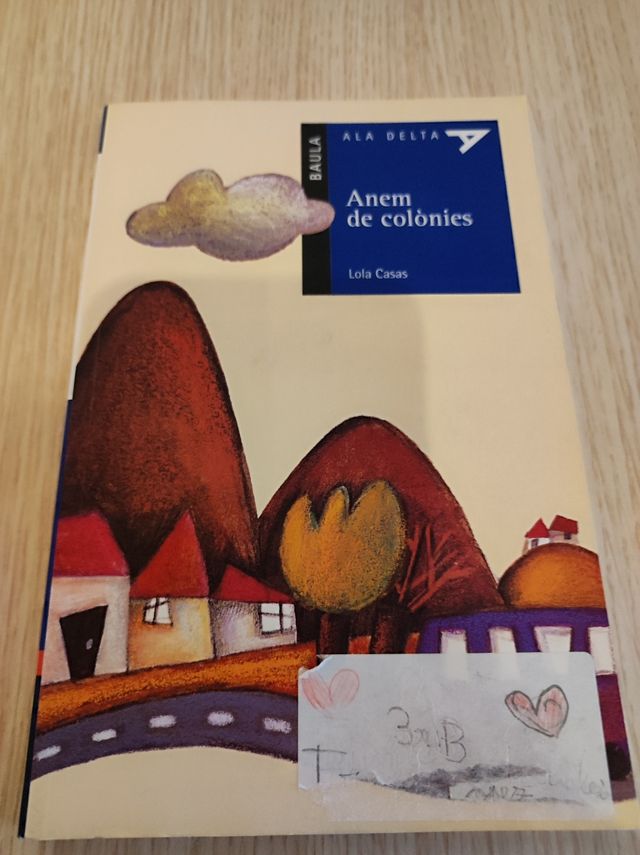 BAULA
ALA DELTA
Anem
de colònies
Lola Casas
3r B